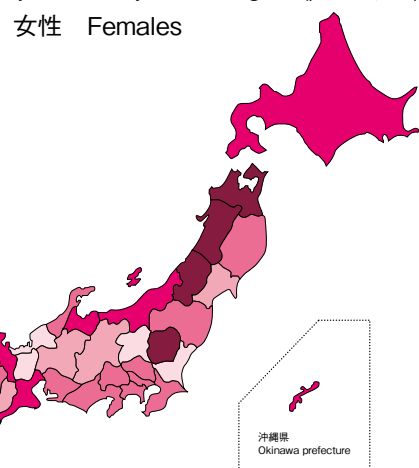 女性 Females
沖縄県
Okinawa prefecture